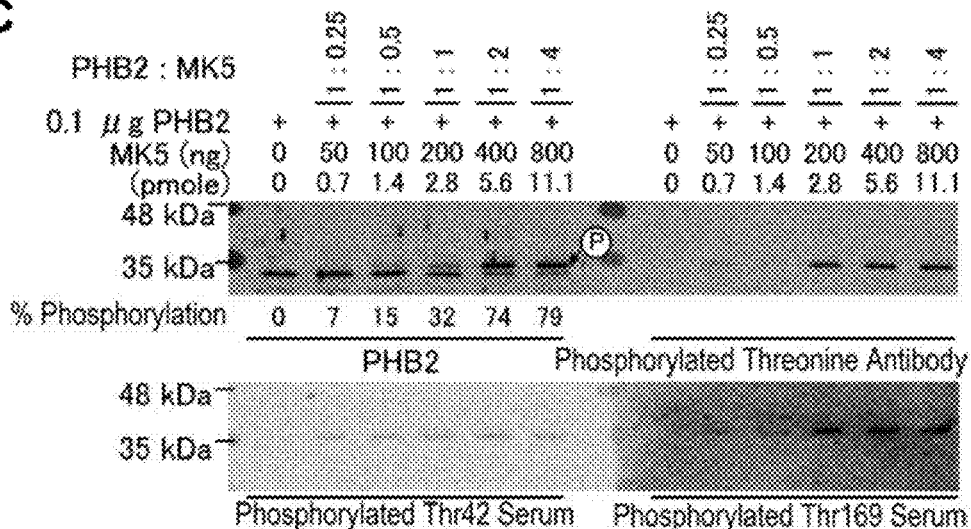 C
1 : 0.25 1 : 0.5 1 : 1 1 : 2 1 : 4 1 : 0.25 1 : 0.5 1 : 1 1 : 2 1 : 4
PHB2 : MK5
0.1 μg PHB2 + + + + + + + + + + + +
MK5 (ng) 0 50 100 200 400 800 0 50 100 200 400 800
(pmole) 0 0.7 1.4 2.8 5.6 11.1 0 0.7 1.4 2.8 5.6 11.1
48 kDa
P
35 kDa
% Phosphorylation 0 7 15 32 74 79
PHB2 Phosphorylated Threonine Antibody
48 kDa
35 kDa
Phosphorylated Thr42 Serum Phosphorylated Thr169 Serum